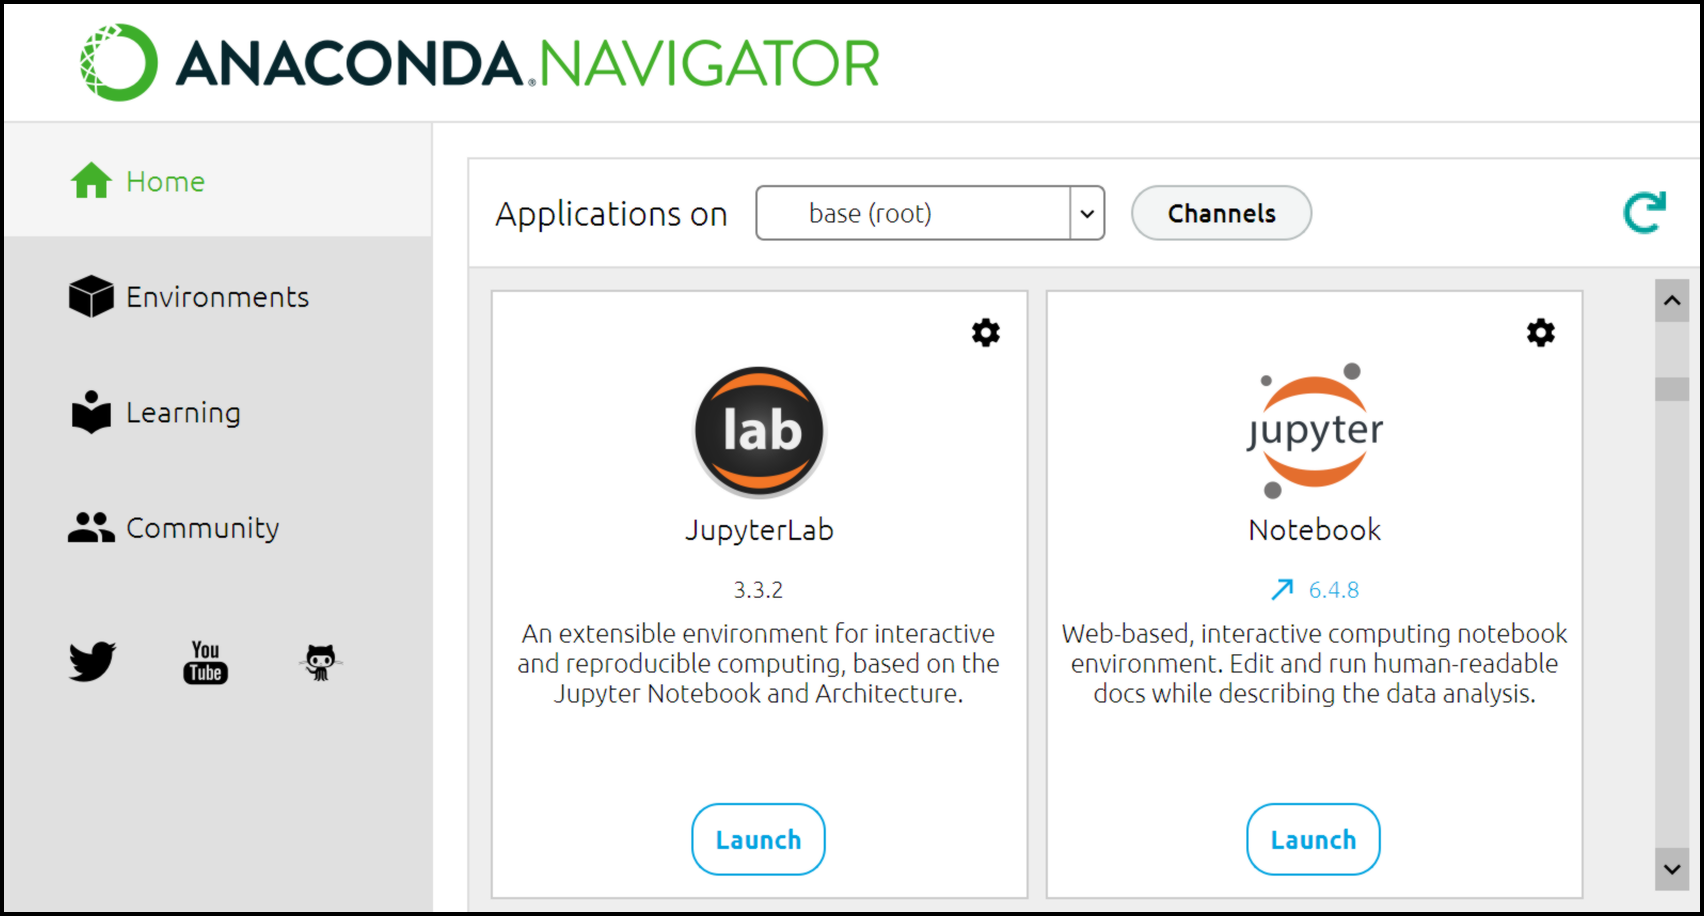 ANACONDA.NAVIGATOR
Home
Environments
Learning
Community
You
Tube
Applications on
base (root)
Channels
lab
JupyterLab
3.3.2
An extensible environment for interactive
and reproducible computing, based on the
Jupyter Notebook and Architecture.
Launch
jupyter
Notebook
6.4.8
Web-based, interactive computing notebook
environment. Edit and run human-readable
docs while describing the data analysis.
Launch